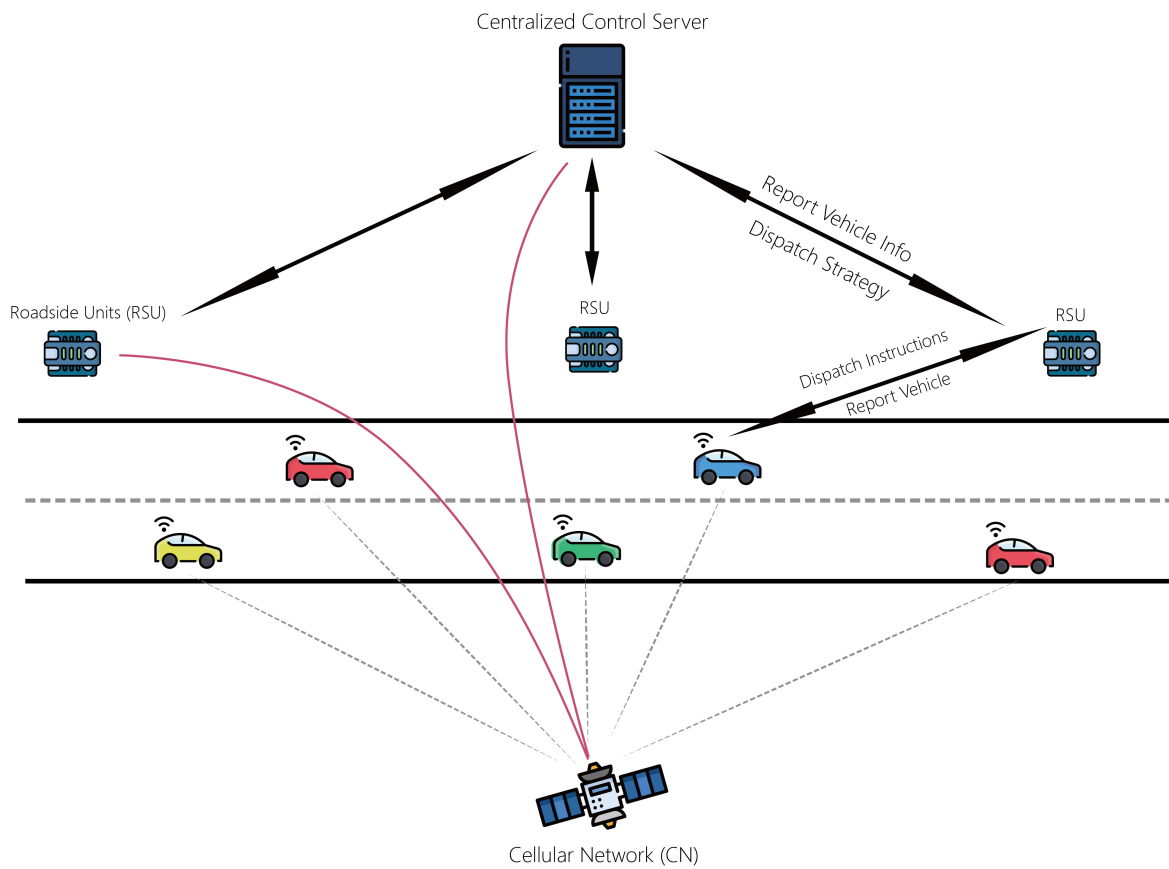 Centralized Control Server
Report Vehicle Info
Dispatch Strategy
Roadside Units (RSU)
RSU
RSU
Dispatch Instructions
Report Vehicle
Cellular Network (CN)